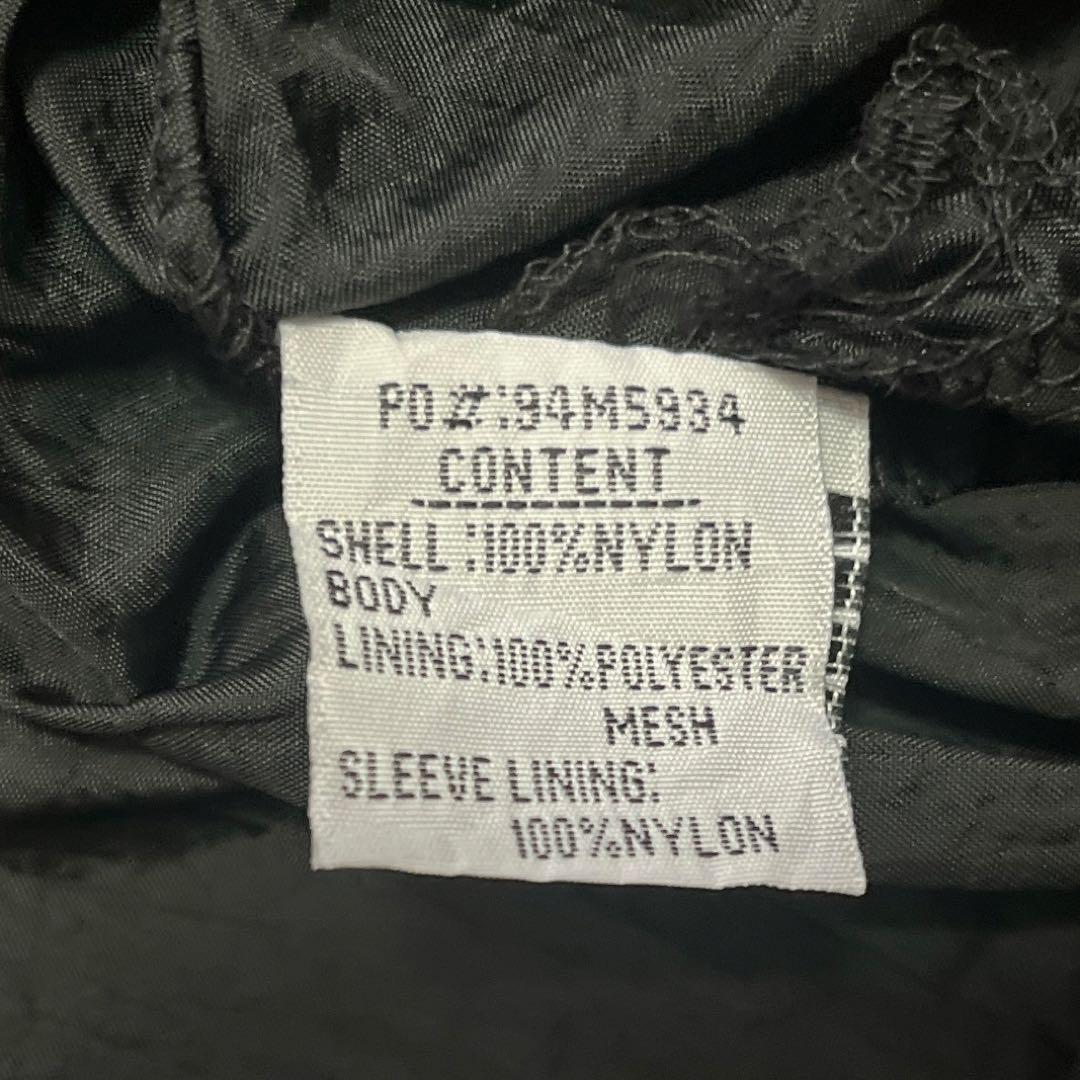 PO#:94M5934
CONTENT
SHELL:100%NYLON
BODY
LINING:100%POLYESTER
MESH
SLEEVE LINING:
100%NYLON